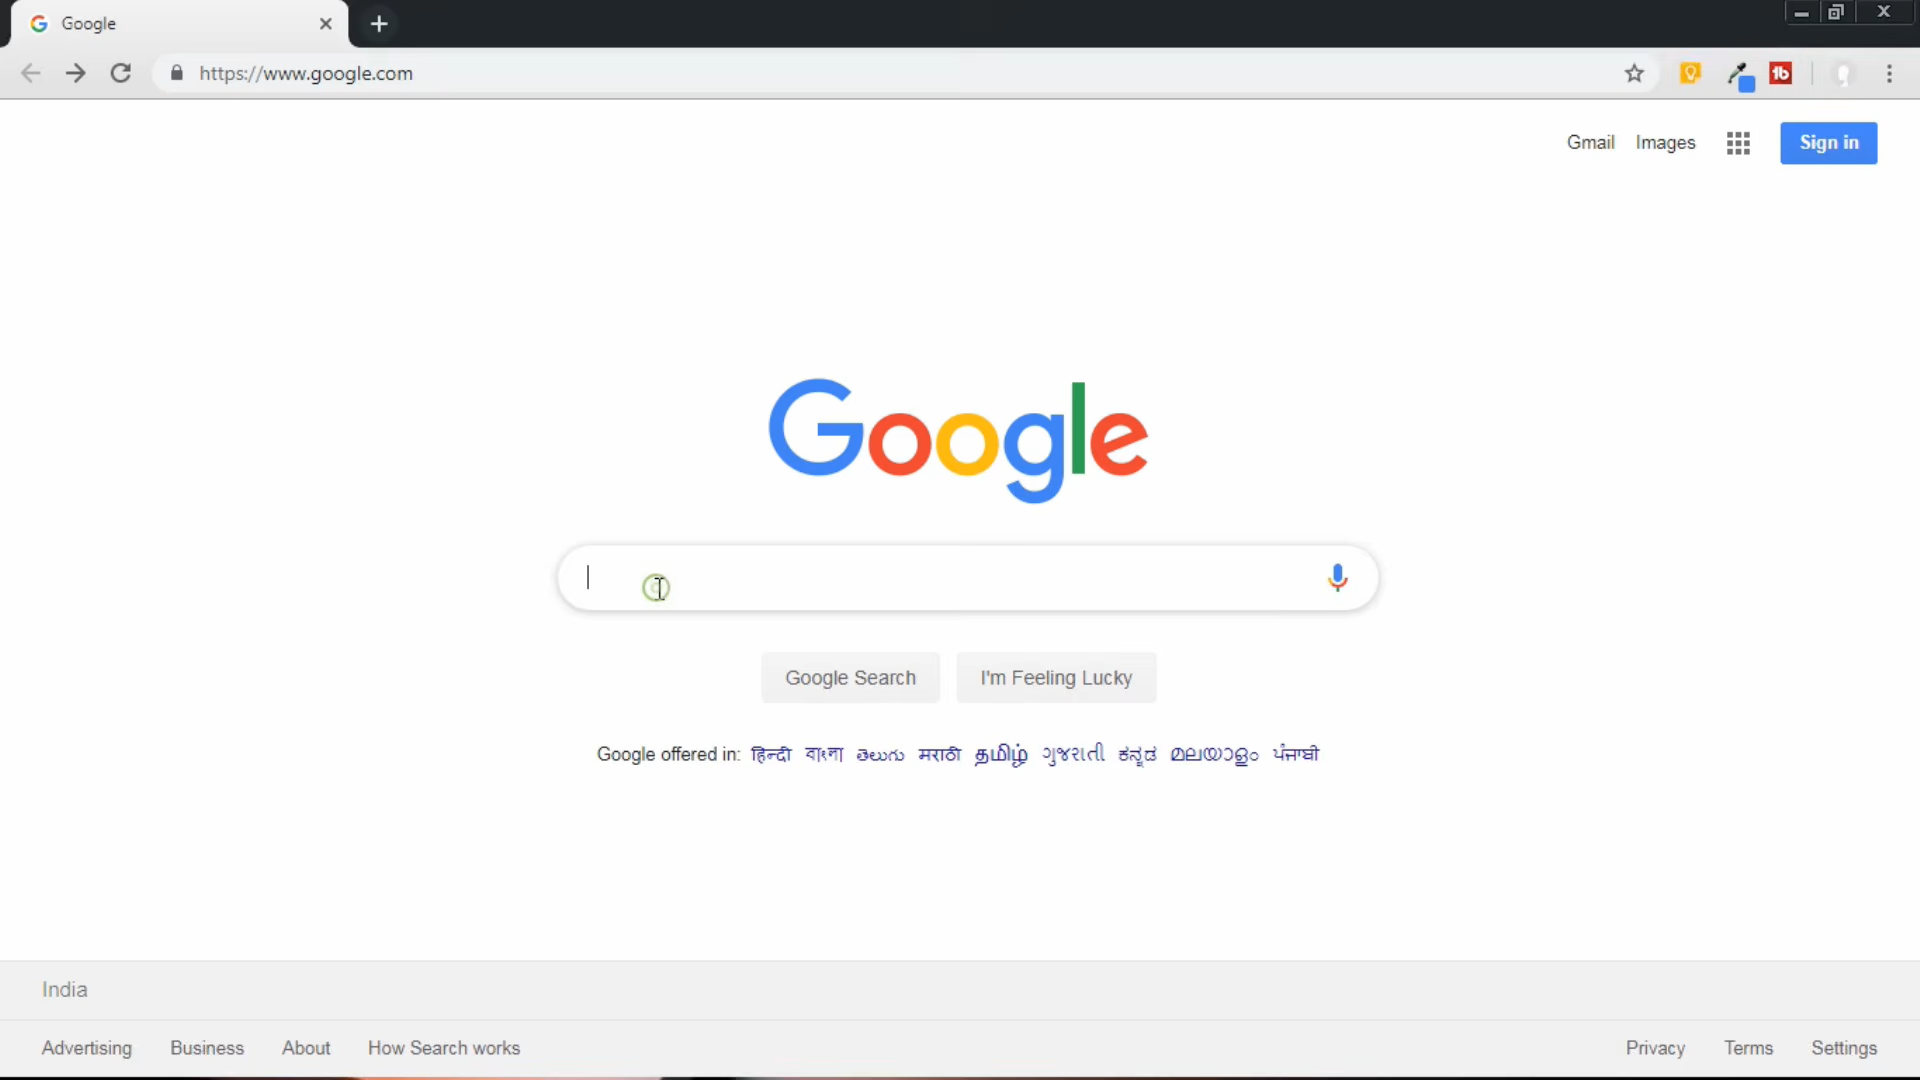 Google
https://www.google.com
Gmail Images Sign in
Google
Google Search I'm Feeling Lucky
Google offered in: हिन्दी বাংলা తెలుగు मराठी தமிழ் ગુજરાતી ಕನ್ನಡ മലയാളം ਪੰਜਾਬੀ
India
Advertising Business About How Search works Privacy Terms Settings